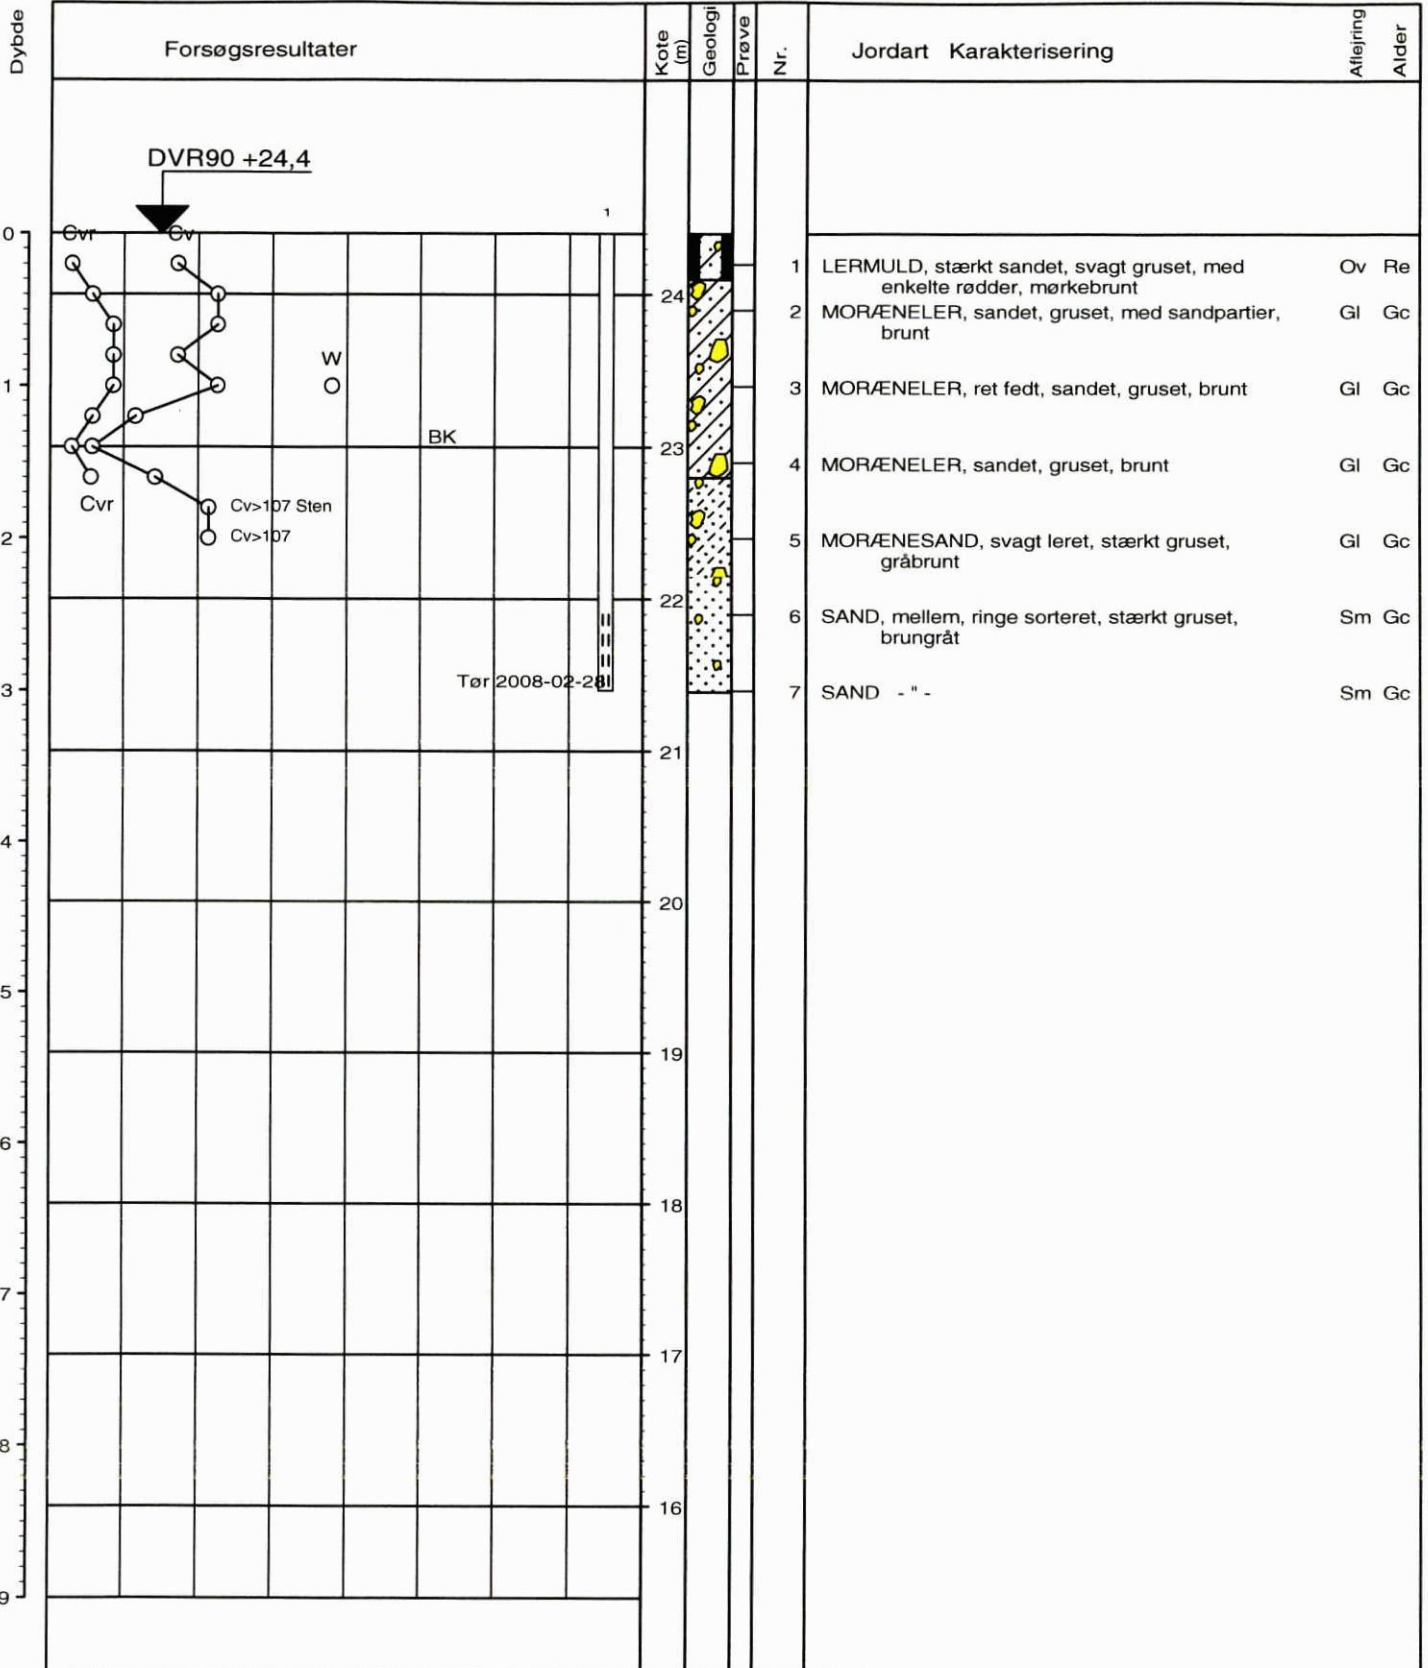 Dybde
Forsøgsresultater
Kote (m)
Geologi
Prøve
Nr.
Jordart Karakterisering
Aflejring
Alder
DVR90 +24,4
1
0
Cvr
Cv
1 LERMULD, stærkt sandet, svagt gruset, med Ov Re
enkelte rødder, mørkebrunt
24
2 MORÆNELER, sandet, gruset, med sandpartier, Gl Gc
brunt
W
1
3 MORÆNELER, ret fedt, sandet, gruset, brunt Gl Gc
BK
23
4 MORÆNELER, sandet, gruset, brunt Gl Gc
Cvr
Cv>107 Sten
2
Cv>107
5 MORÆNESAND, svagt leret, stærkt gruset, Gl Gc
gråbrunt
22
6 SAND, mellem, ringe sorteret, stærkt gruset, Sm Gc
brungråt
Tør 2008-02-28
3
7 SAND - " - Sm Gc
21
4
20
5
19
6
18
7
17
8
16
9